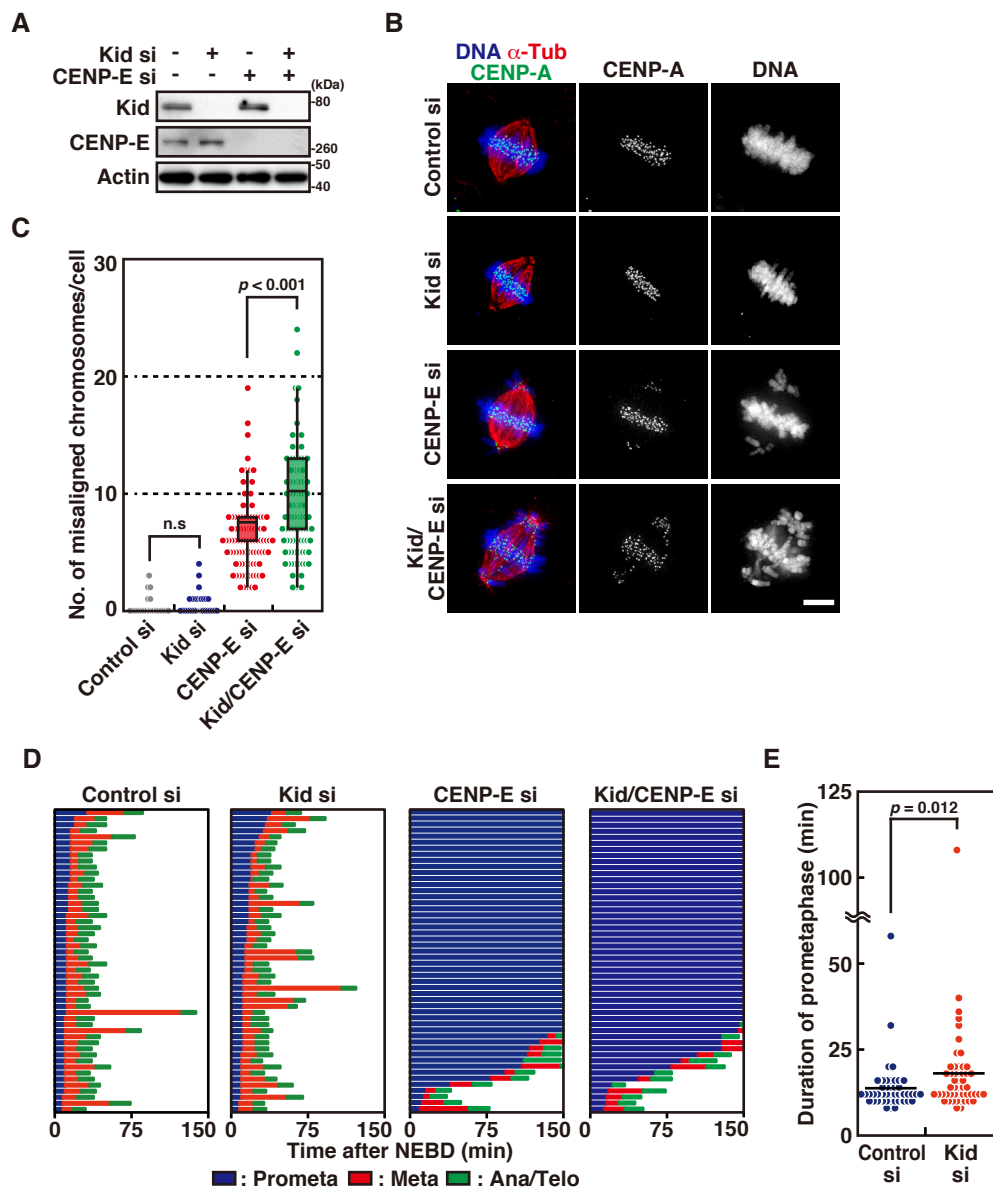 A
Kid si - + - +
CENP-E si - - + +
(kDa)
Kid
-80
CENP-E
-260
Actin
-50
-40
B
DNA α-Tub
CENP-A
CENP-A
DNA
Control si
Kid si
CENP-E si
Kid/
CENP-E si
C
No. of misaligned chromosomes/cell
30
20
10
0
p < 0.001
n.s
Control si
Kid si
CENP-E si
Kid/CENP-E si
D
Control si
Kid si
CENP-E si
Kid/CENP-E si
0 75 150
0 75 150
0 75 150
0 75 150
Time after NEBD (min)
: Prometa : Meta : Ana/Telo
E
Duration of prometaphase (min)
125
100
50
25
0
p = 0.012
Control
si
Kid
si